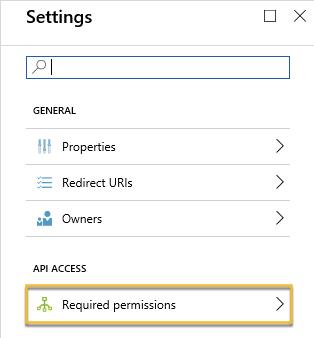 Settings
GENERAL
Properties
Redirect URIs
Owners
API ACCESS
Required permissions